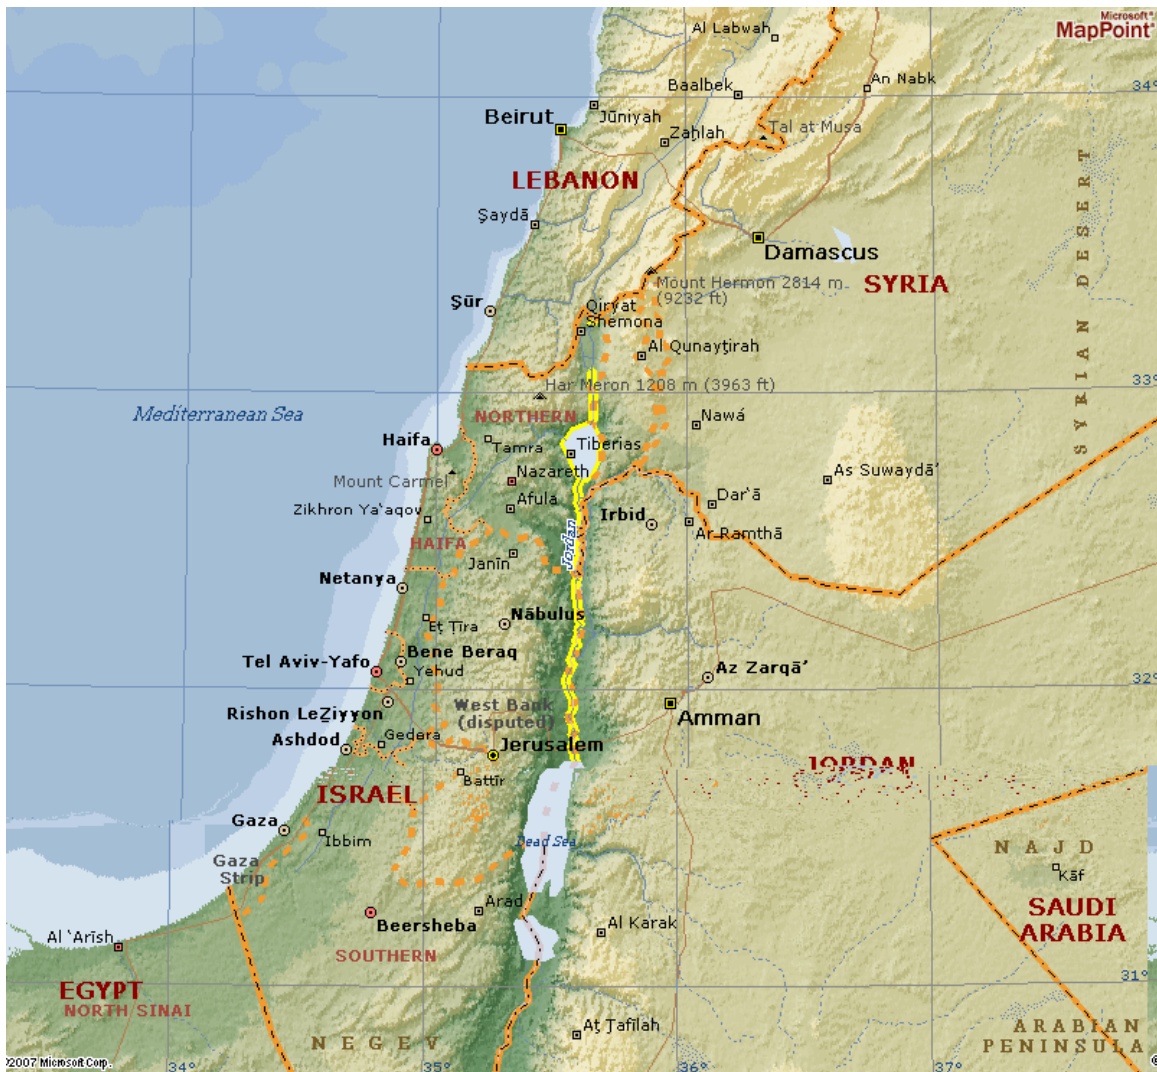 Microsoft®
MapPoint®
Al Labwah
An Nabk
34°
Baalbek
Beirut
Jūniyah
Tal at Musa
Zaḩlah
LEBANON
SYRIAN DESERT
Şaydā
Damascus
Mount Hermon 2814 m
(9232 ft)
SYRIA
Şūr
Qiryat
Shemona
Al Qunayţirah
33°
Har Meron 1208 m (3963 ft)
Mediterranean Sea
NORTHERN
Nawá
Haifa
Tamra
Tiberias
Nazareth
As Suwaydā'
Mount Carmel
Afula
Dar‘ā
Zikhron Ya‘aqov
Irbid
Ar Ramthā
HAIFA
Jordan
Janīn
Netanya
Nābulus
Eţ Ţīra
Bene Beraq
Tel Aviv-Yafo
Yehud
Az Zarqā’
32°
West Bank
(disputed)
Rishon LeẔiyyon
Amman
Ashdod
Gedera
Jerusalem
JORDAN
Battīr
ISRAEL
Gaza
Ibbim
Dead Sea
NAJD
Gaza
Strip
Kāf
Arad
SAUDI
ARABIA
Beersheba
Al Karak
Al ‘Arīsh
SOUTHERN
31°
EGYPT
NORTH SINAI
Aţ Ţafīlah
ARABIAN
PENINSULA
NEGEV
©2007 Microsoft Corp.
34°
35°
36°
37°
©